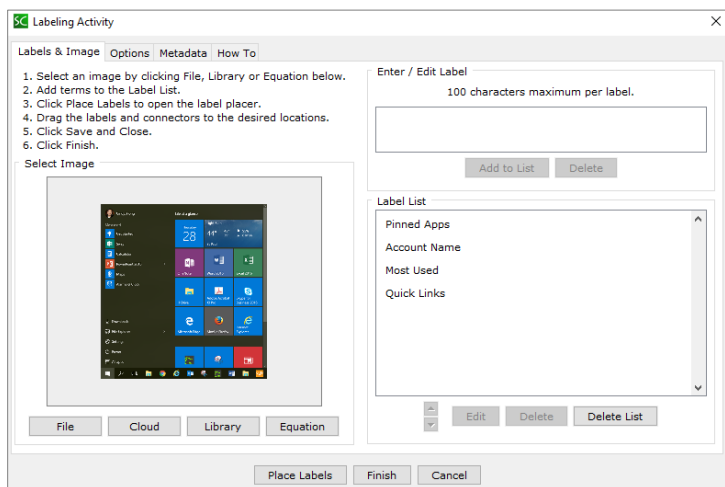 SC Labeling Activity
Labels & Image Options Metadata How To
1. Select an image by clicking File, Library or Equation below.
2. Add terms to the Label List.
3. Click Place Labels to open the label placer.
4. Drag the labels and connectors to the desired locations.
5. Click Save and Close.
6. Click Finish.
Select Image
28
44°
File Cloud Library Equation
Enter / Edit Label
100 characters maximum per label.
Add to List Delete
Label List
Pinned Apps
Account Name
Most Used
Quick Links
Edit Delete Delete List
Place Labels Finish Cancel